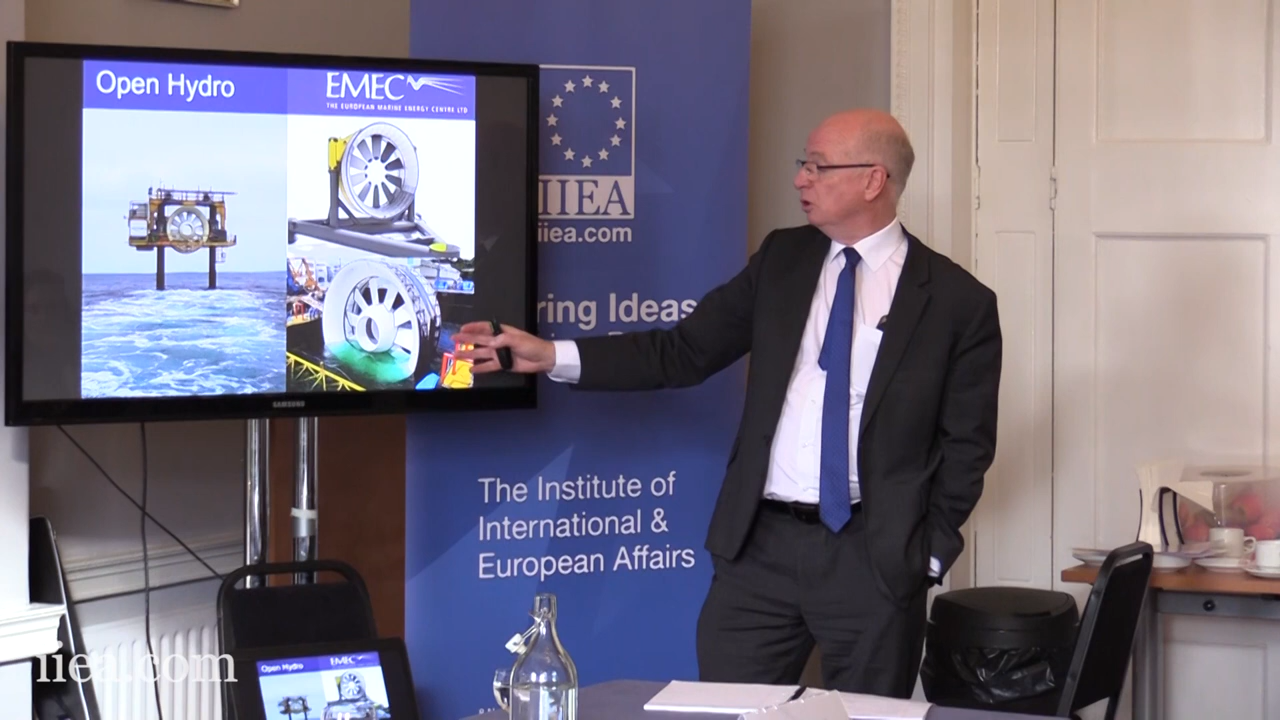 Open Hydro
EMEC
THE EUROPEAN MARINE ENERGY CENTRE LTD
SAMSUNG
IIEA
iiea.com
ring Ideas
The Institute of
International &
European Affairs
iiea.com
Open Hydro
EMEC